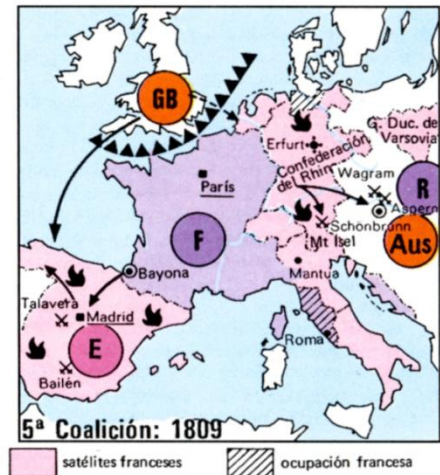 GB
Erfurt
G. Duc. de
Varsovia
Confederación
del Rhin
Wagram
R
Aspern
París
Schönbrunn
Aus
F
Mt Isel
Bayona
Mantua
Talavera
Madrid
E
Roma
Bailén
5ª Coalición: 1809
satélites franceses
ocupación francesa